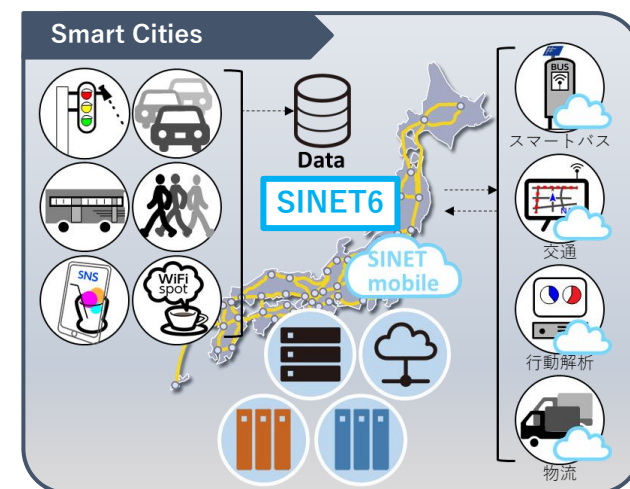 Smart Cities
BUS
スマートバス
Data
SINET6
交通
SINET
mobile
SNS
WiFi
spot
行動解析
物流